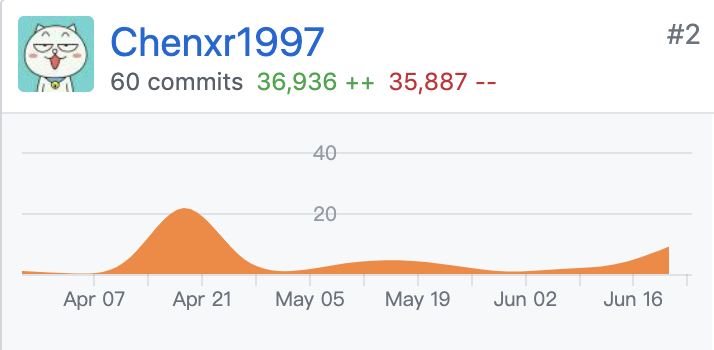 Chenxr1997
#2
60 commits 36,936 ++ 35,887 --
40
20
Apr 07 Apr 21 May 05 May 19 Jun 02 Jun 16